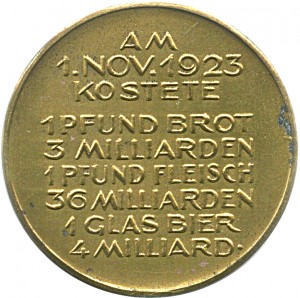 AM
1.NOV.1923
KOSTETE
1 PFUND BROT
3 MILLIARDEN
1 PFUND FLEISCH
36 MILLIARDEN
1 GLAS BIER
4 MILLIARD.